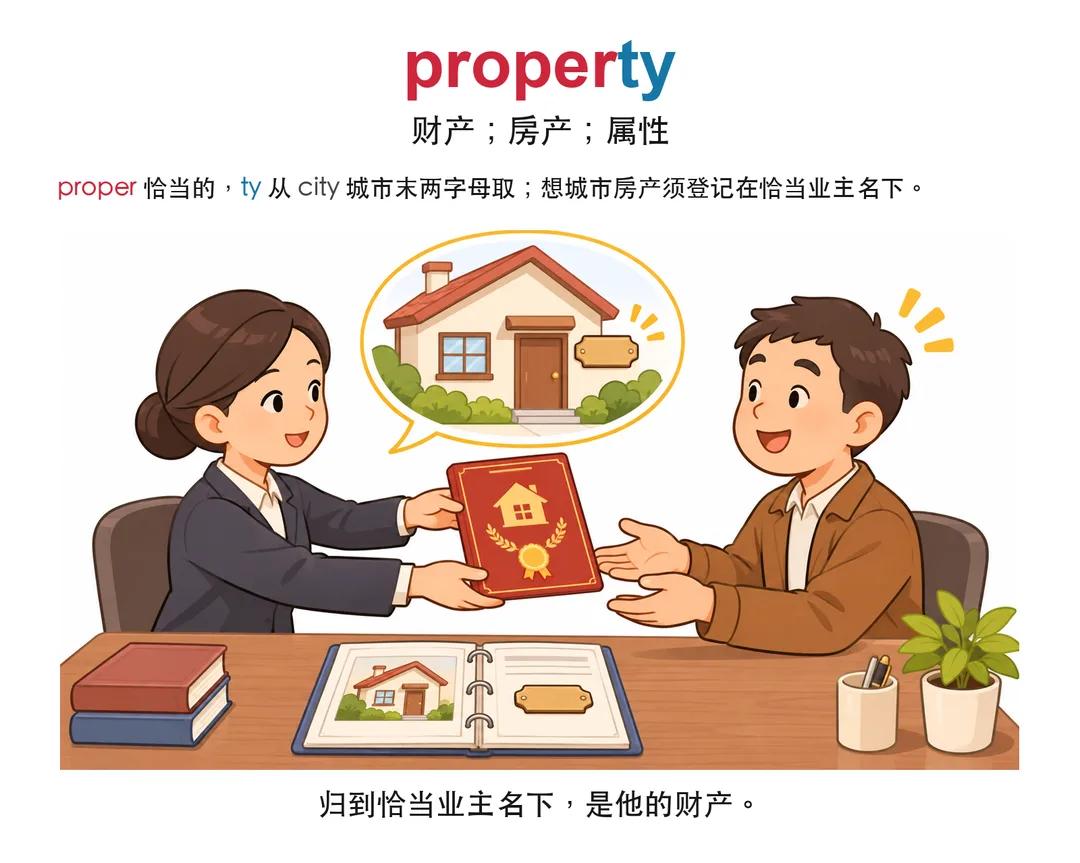 property
财产；房产；属性
proper 恰当的，ty 从 city 城市末两字母取；想城市房产须登记在恰当业主名下。
归到恰当业主名下，是他的财产。